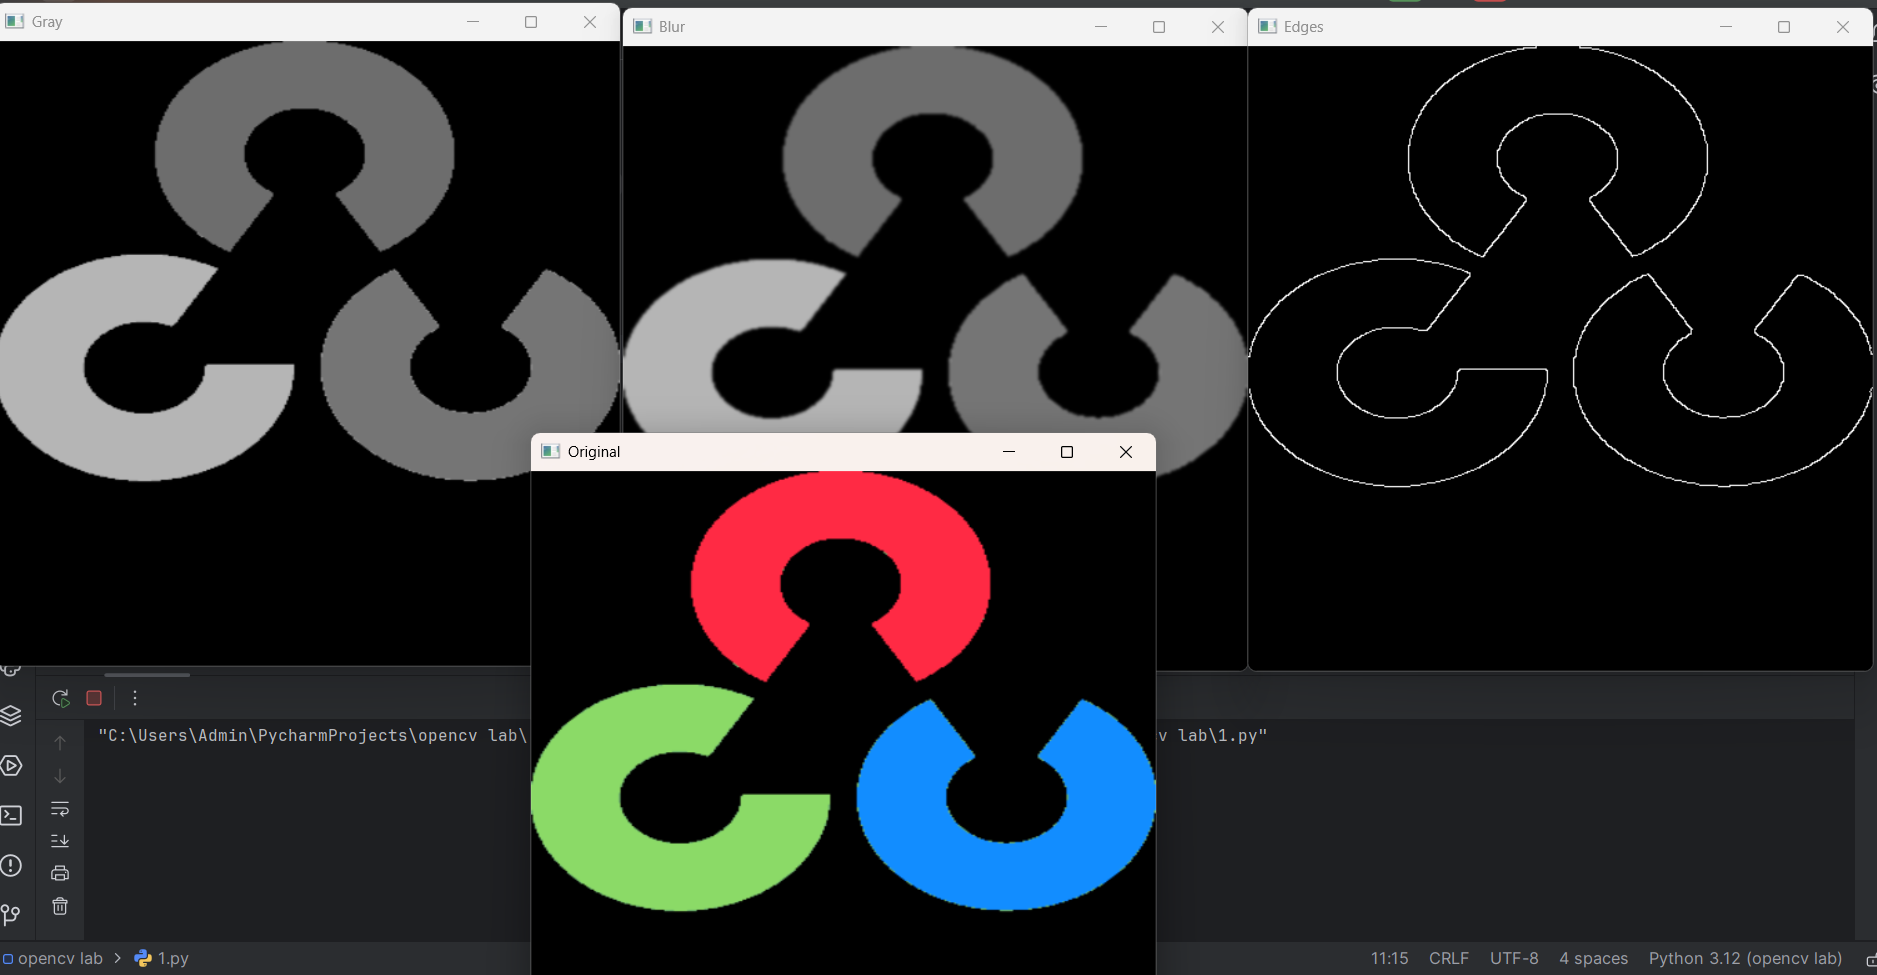 Gray
Blur
Edges
Original
"C:\Users\Admin\PycharmProjects\opencv lab\
v lab\1.py"
opencv lab > 1.py
11:15 CRLF UTF-8 4 spaces Python 3.12 (opencv lab)